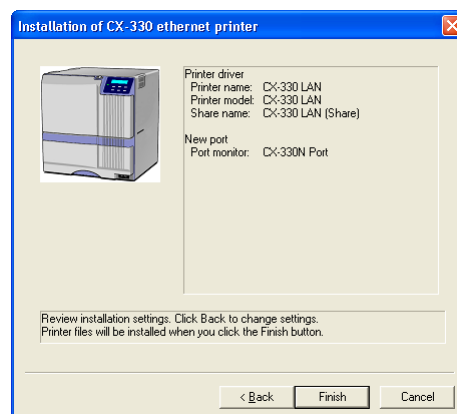 Installation of CX-330 ethernet printer
Printer driver
Printer name: CX-330 LAN
Printer model: CX-330 LAN
Share name: CX-330 LAN (Share)
New port
Port monitor: CX-330N Port
Review installation settings. Click Back to change settings.
Printer files will be installed when you click the Finish button.
< Back Finish Cancel